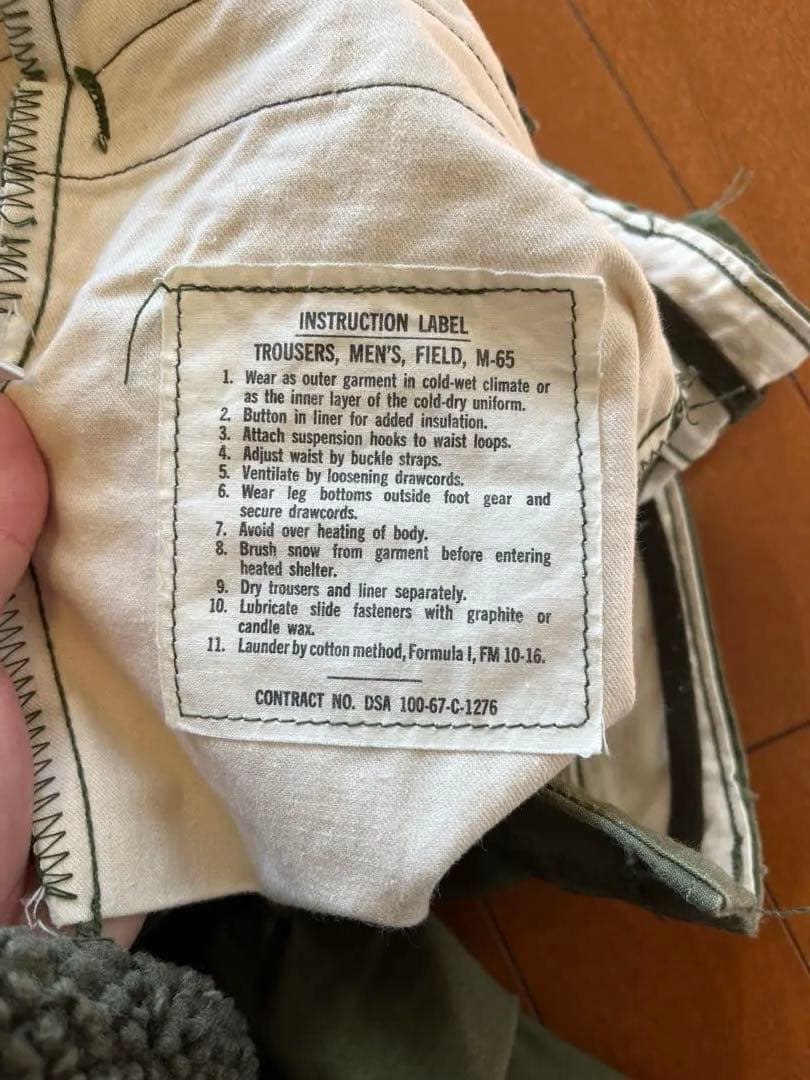 INSTRUCTION LABEL
TROUSERS, MEN'S, FIELD, M-65
1. Wear as outer garment in cold-wet climate or
as the inner layer of the cold-dry uniform.
2. Button in liner for added insulation.
3. Attach suspension hooks to waist loops.
4. Adjust waist by buckle straps.
5. Ventilate by loosening drawcords.
6. Wear leg bottoms outside foot gear and
secure drawcords.
7. Avoid over heating of body.
8. Brush snow from garment before entering
heated shelter.
9. Dry trousers and liner separately.
10. Lubricate slide fasteners with graphite or
candle wax.
11. Launder by cotton method, Formula I, FM 10-16.
CONTRACT NO. DSA 100-67-C-1276